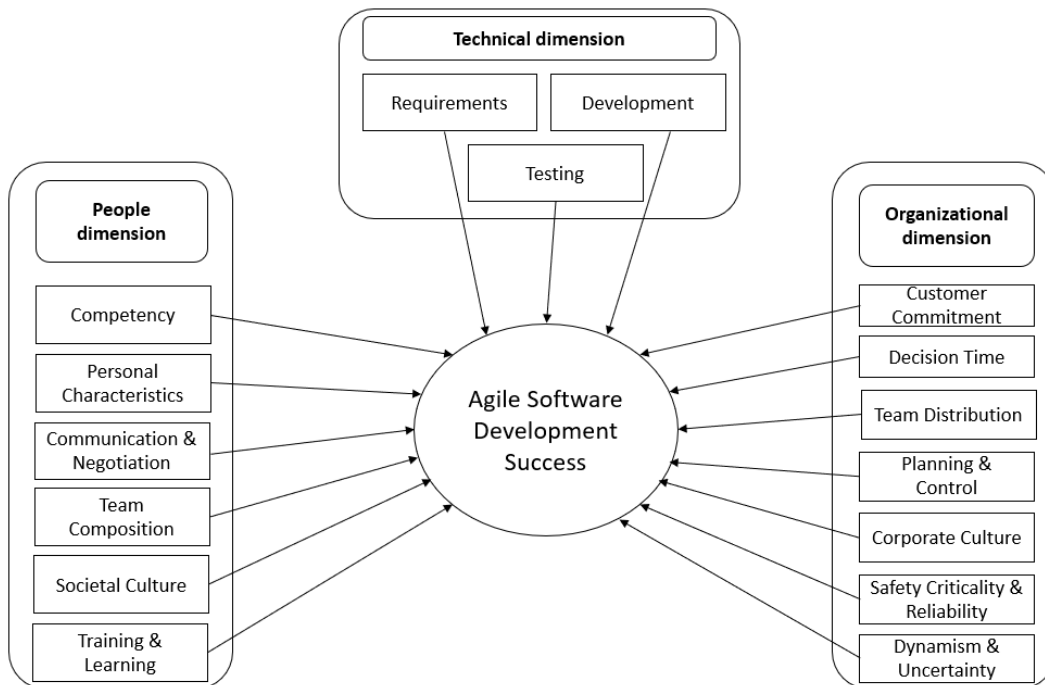 Technical dimension
Requirements
Development
Testing
People
dimension
Competency
Personal
Characteristics
Communication &
Negotiation
Team
Composition
Societal Culture
Training &
Learning
Agile Software
Development
Success
Organizational
dimension
Customer
Commitment
Decision Time
Team Distribution
Planning &
Control
Corporate Culture
Safety Criticality &
Reliability
Dynamism &
Uncertainty